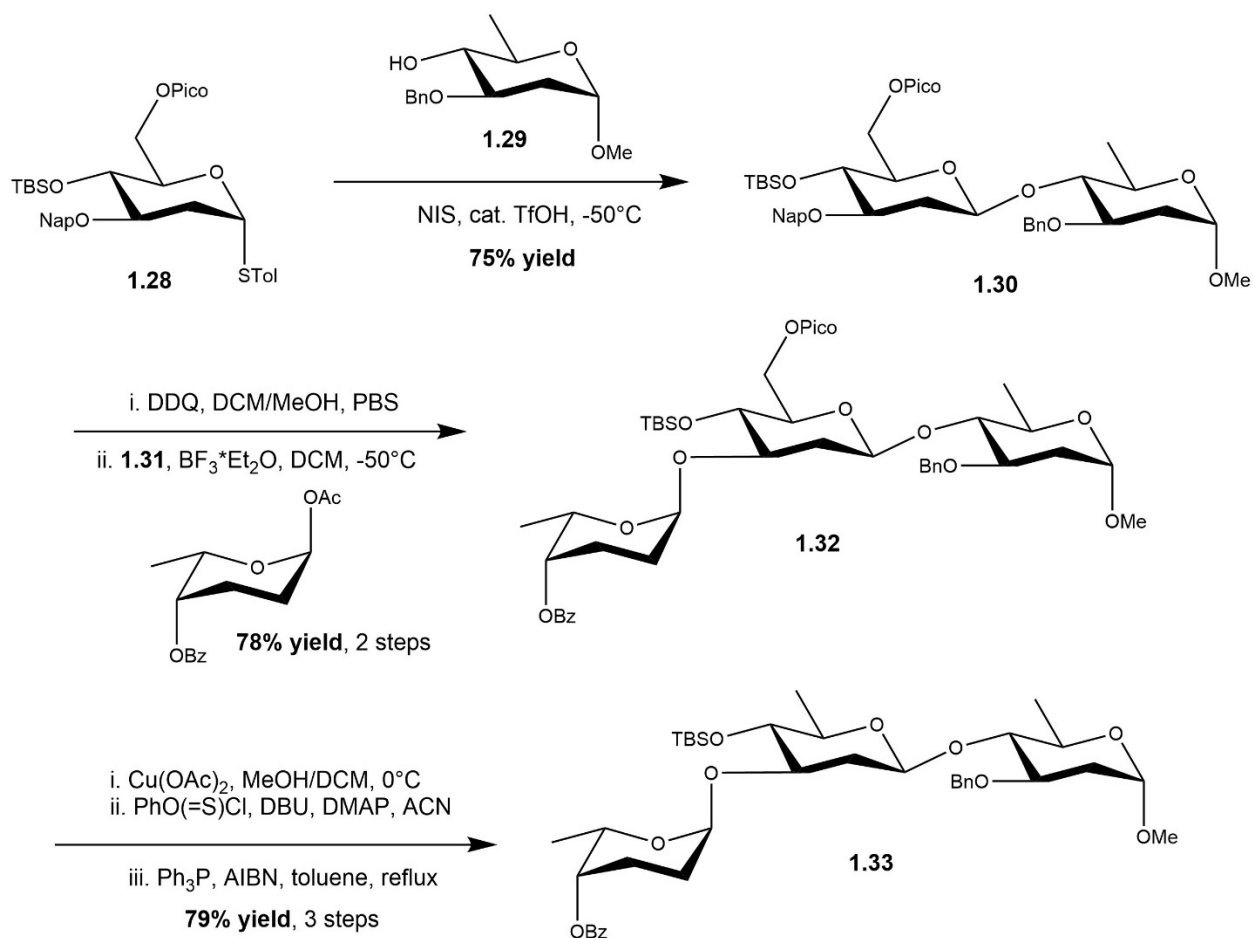 HO
O
BnO
OMe
1.29
OPico
O
TBSO
NapO
STol
1.28
NIS, cat. TfOH, -50°C
75% yield
OPico
O
TBSO
NapO
O
O
BnO
OMe
1.30
i. DDQ, DCM/MeOH, PBS
ii. 1.31, BF₃*Et₂O, DCM, -50°C
OAc
O
OBz
78% yield, 2 steps
OPico
O
TBSO
O
O
O
BnO
OMe
O
OBz
1.32
i. Cu(OAc)₂, MeOH/DCM, 0°C
ii. PhO(=S)Cl, DBU, DMAP, ACN
iii. Ph₃P, AIBN, toluene, reflux
79% yield, 3 steps
O
TBSO
O
O
O
BnO
OMe
O
OBz
1.33